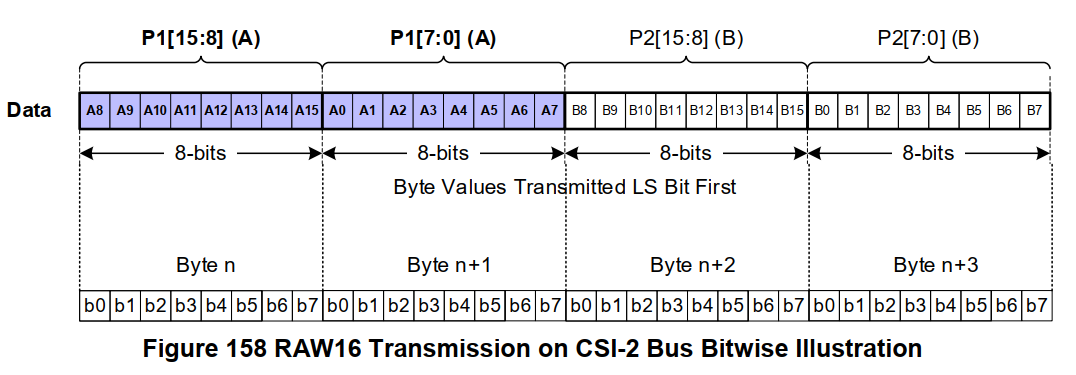 P1[15:8] (A) P1[7:0] (A) P2[15:8] (B) P2[7:0] (B)
Data A8 A9 A10 A11 A12 A13 A14 A15 A0 A1 A2 A3 A4 A5 A6 A7 B8 B9 B10 B11 B12 B13 B14 B15 B0 B1 B2 B3 B4 B5 B6 B7
8-bits 8-bits 8-bits 8-bits
Byte Values Transmitted LS Bit First
Byte n Byte n+1 Byte n+2 Byte n+3
b0 b1 b2 b3 b4 b5 b6 b7 b0 b1 b2 b3 b4 b5 b6 b7 b0 b1 b2 b3 b4 b5 b6 b7 b0 b1 b2 b3 b4 b5 b6 b7
Figure 158 RAW16 Transmission on CSI-2 Bus Bitwise Illustration